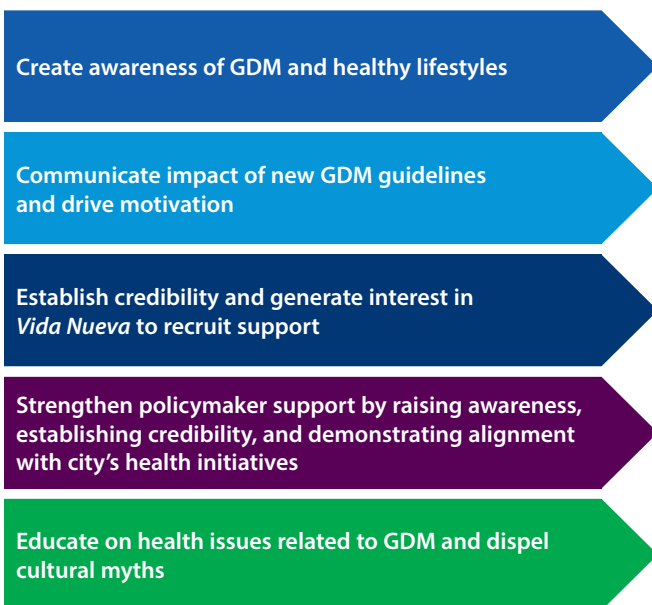 Create awareness of GDM and healthy lifestyles
Communicate impact of new GDM guidelines
and drive motivation
Establish credibility and generate interest in
Vida Nueva to recruit support
Strengthen policymaker support by raising awareness,
establishing credibility, and demonstrating alignment
with city’s health initiatives
Educate on health issues related to GDM and dispel
cultural myths